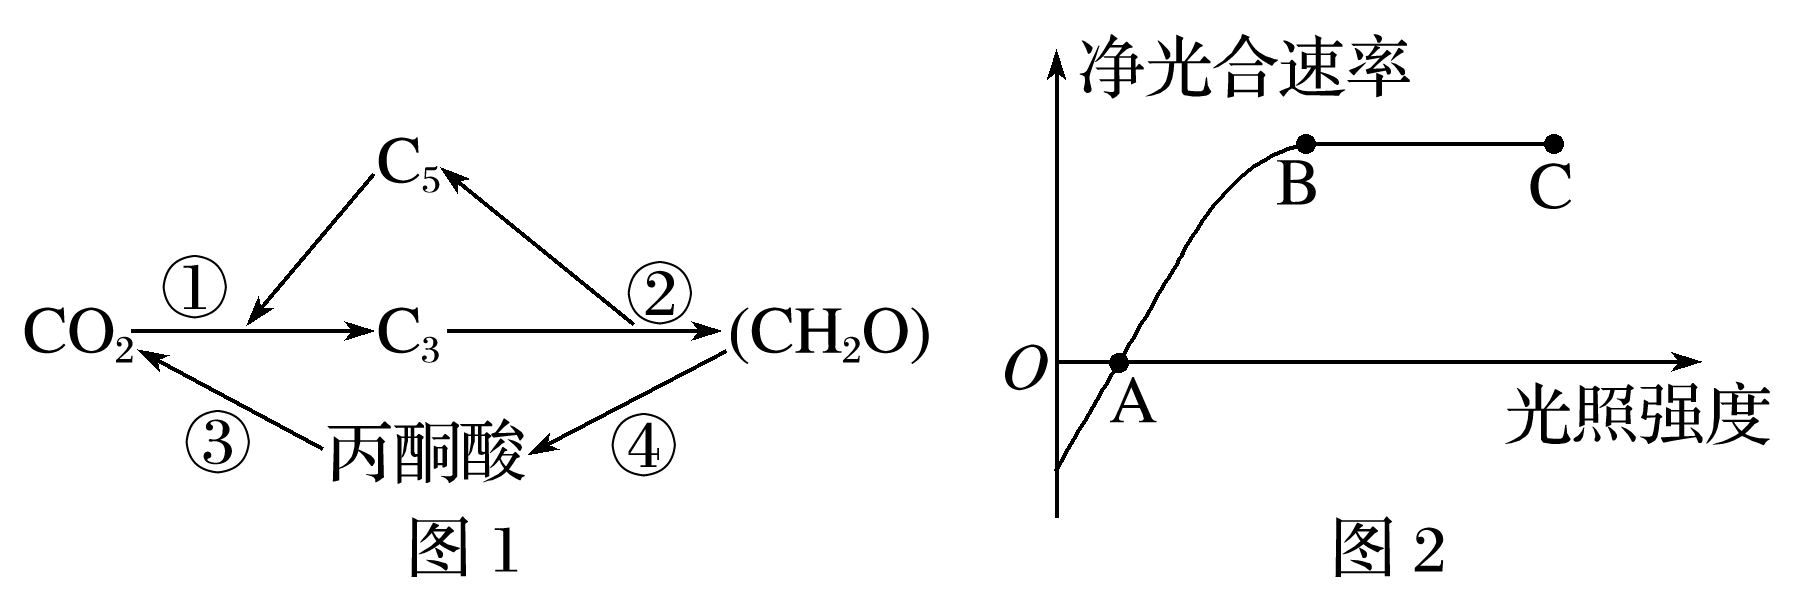 C₅
① ②
CO₂ C₃ (CH₂O)
③ 丙酮酸 ④
图 1
净光合速率
B C
O A
光照强度
图 2